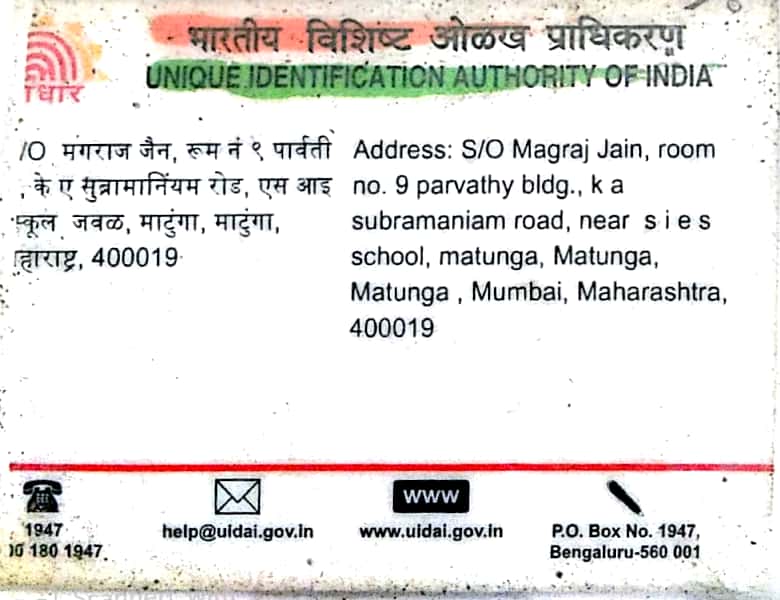 भारतीय विशिष्ट ओळख प्राधिकरण
UNIQUE IDENTIFICATION AUTHORITY OF INDIA
/O मगराज जैन, रूम नं ९ पार्वती
, के ए सुब्रामानियम रोड, एस आइ
स्कूल जवळ, माटुंगा, माटुंगा,
हाराष्ट्र, 400019
Address: S/O Magraj Jain, room
no. 9 parvathy bldg., k a
subramaniam road, near s i e s
school, matunga, Matunga,
Matunga , Mumbai, Maharashtra,
400019
1947
180 1947
help@uidai.gov.in
WWW
www.uidai.gov.in
P.O. Box No. 1947,
Bengaluru-560 001